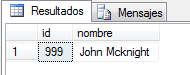 Resultados Mensajes
id nombre
1 999 John Mcknight